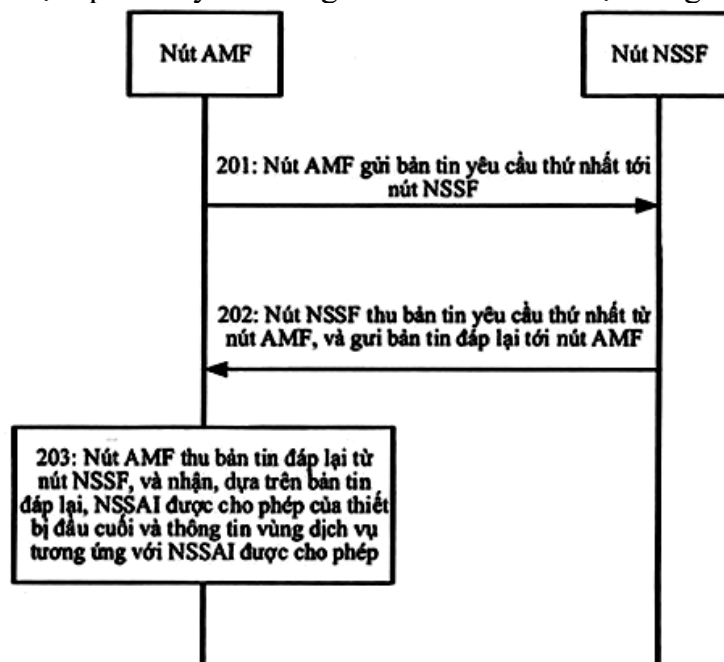 Nút AMF
Nút NSSF
201: Nút AMF gửi bản tin yêu cầu thứ nhất tới
nút NSSF
202: Nút NSSF thu bản tin yêu cầu thứ nhất từ
nút AMF, và gưi bản tin đáp lại tới nút AMF
203: Nút AMF thu bản tin đáp lại từ
nút NSSF, và nhận, dựa trên bản tin
đáp lại, NSSAI được cho phép của thiết
bị đầu cuối và thông tin vùng dịch vụ
tương ứng với NSSAI được cho phép